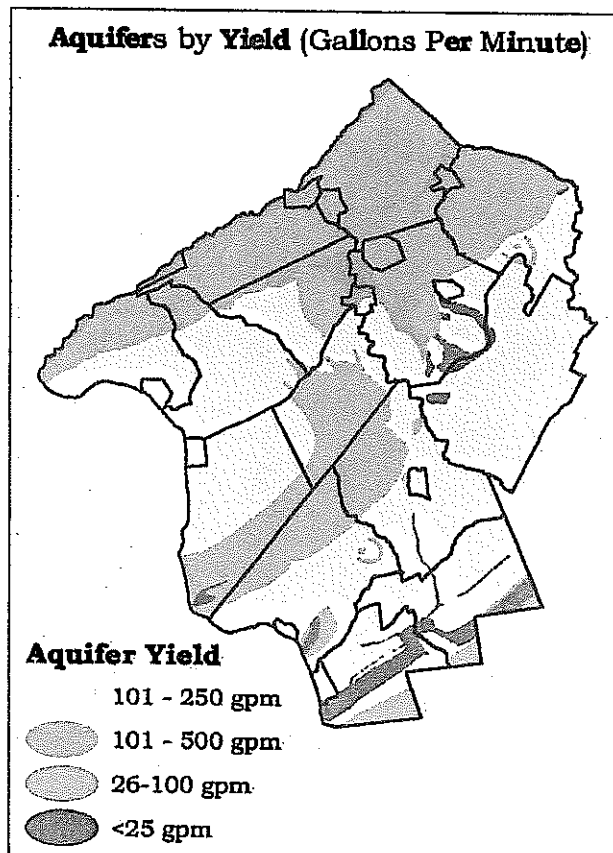 Aquifers by Yield (Gallons Per Minute)
Aquifer Yield
101 - 250 gpm
101 - 500 gpm
26-100 gpm
<25 gpm